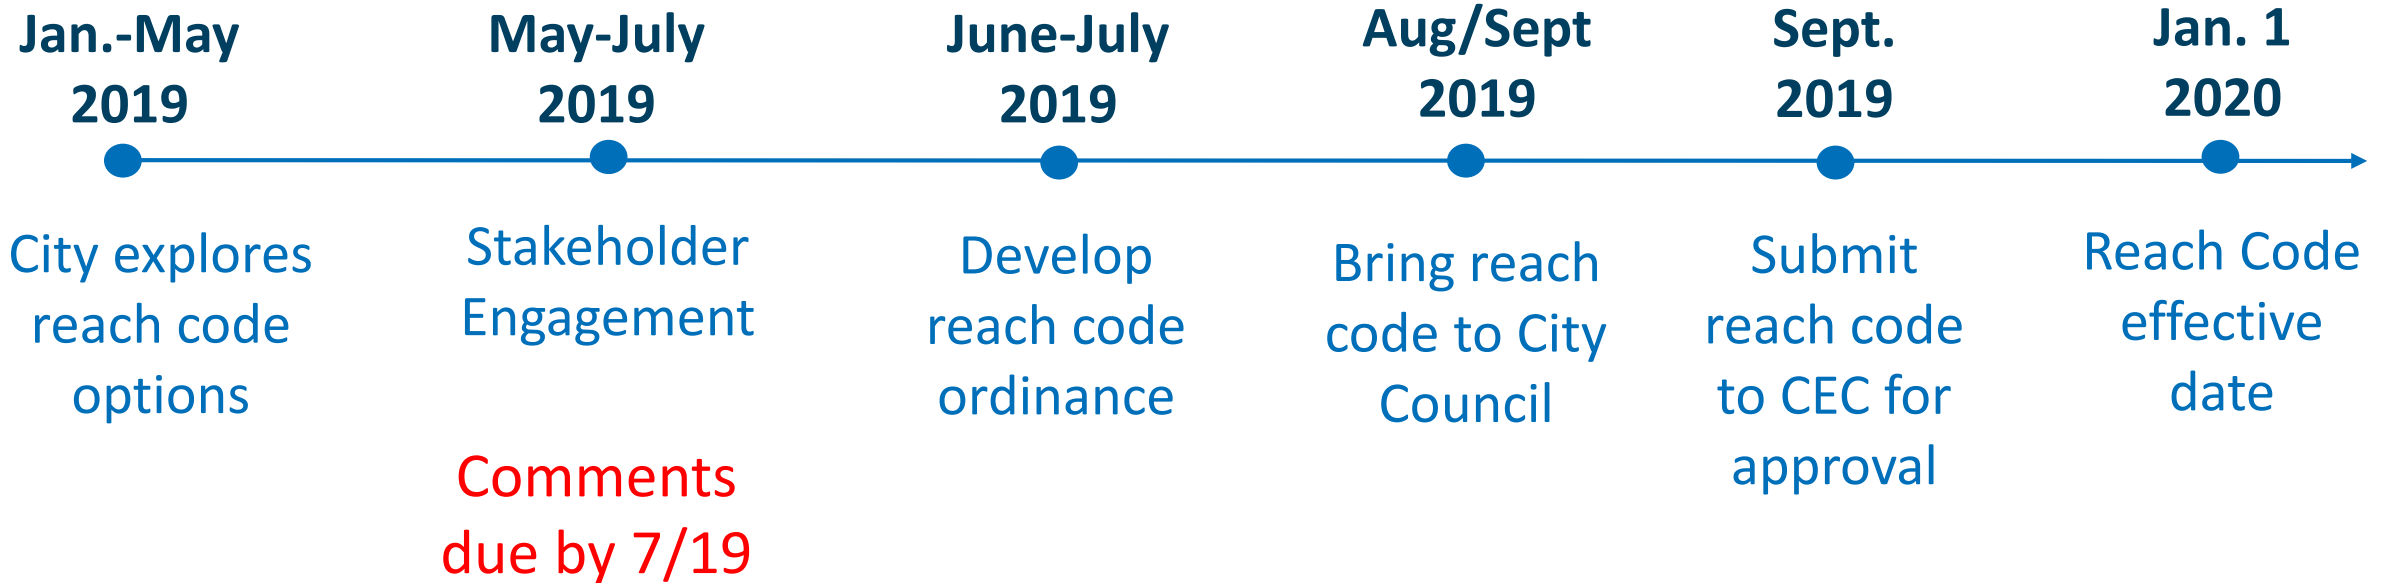 Jan.-May
2019
City explores
reach code
options
May-July
2019
Stakeholder
Engagement
Comments
due by 7/19
June-July
2019
Develop
reach code
ordinance
Aug/Sept
2019
Bring reach
code to City
Council
Sept.
2019
Submit
reach code
to CEC for
approval
Jan. 1
2020
Reach Code
effective
date